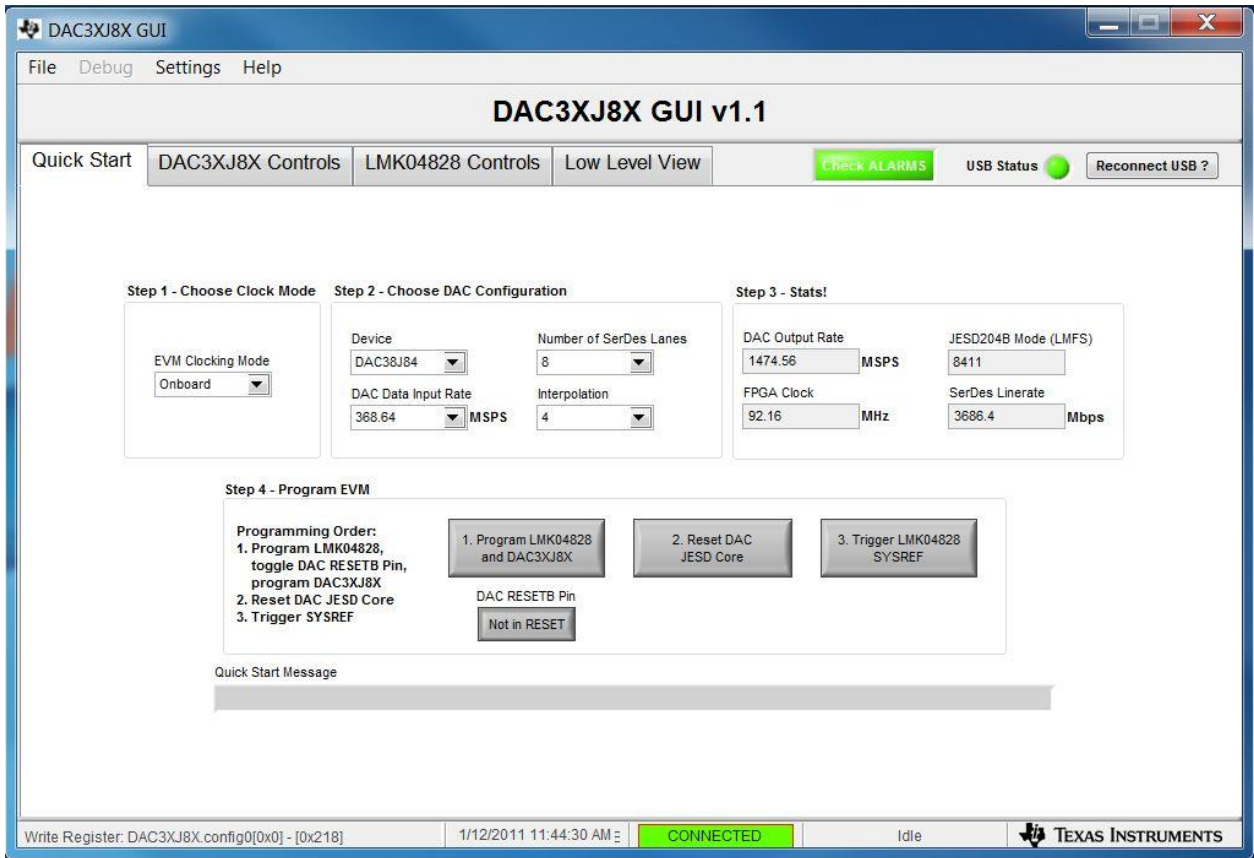 DAC3XJ8X GUI
File Debug Settings Help
DAC3XJ8X GUI v1.1
Quick Start DAC3XJ8X Controls LMK04828 Controls Low Level View Check ALARMS USB Status Reconnect USB ?
Step 1 - Choose Clock Mode Step 2 - Choose DAC Configuration Step 3 - Stats!
EVM Clocking Mode
Onboard
Device Number of SerDes Lanes
DAC38J84 8
DAC Data Input Rate Interpolation
368.64 MSPS 4
DAC Output Rate JESD204B Mode (LMFS)
1474.56 MSPS 8411
FPGA Clock SerDes Linerate
92.16 MHz 3686.4 Mbps
Step 4 - Program EVM
Programming Order:
1. Program LMK04828,
toggle DAC RESETB Pin,
program DAC3XJ8X
2. Reset DAC JESD Core
3. Trigger SYSREF
1. Program LMK04828
and DAC3XJ8X
2. Reset DAC
JESD Core
3. Trigger LMK04828
SYSREF
DAC RESETB Pin
Not in RESET
Quick Start Message
Write Register: DAC3XJ8X.config0[0x0] - [0x218] 1/12/2011 11:44:30 AM CONNECTED Idle TEXAS INSTRUMENTS